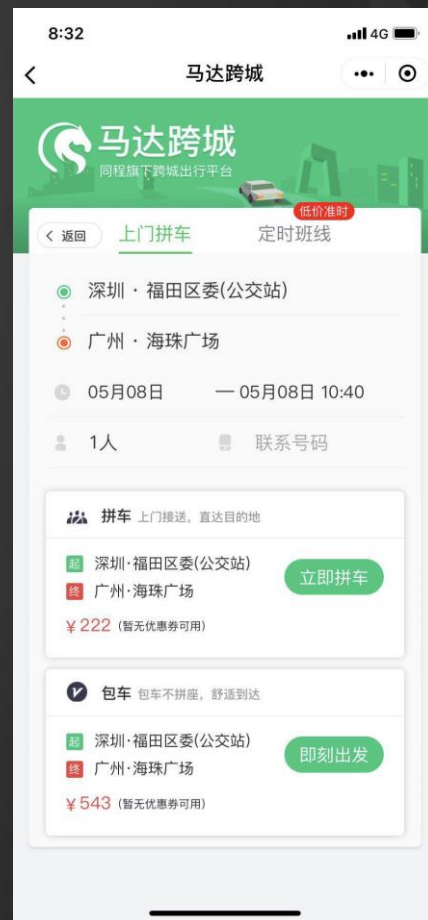 8:32
4G
马达跨城
马达跨城
同程旗下跨城出行平台
低价准时
返回 上门拼车 定时班线
深圳 · 福田区委(公交站)
广州 · 海珠广场
05月08日 — 05月08日 10:40
1人 联系号码
拼车 上门接送，直达目的地
起 深圳·福田区委(公交站)
终 广州·海珠广场
立即拼车
¥222（暂无优惠券可用）
包车 包车不拼座，舒适到达
起 深圳·福田区委(公交站)
终 广州·海珠广场
即刻出发
¥543（暂无优惠券可用）